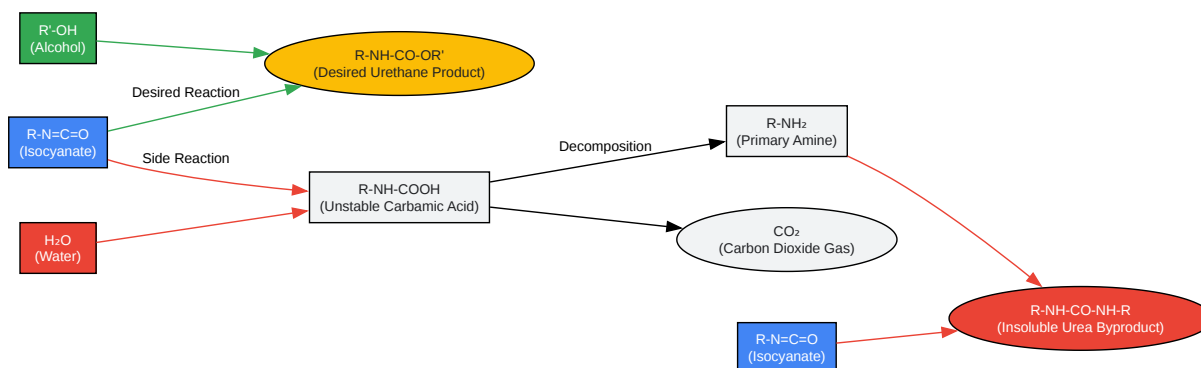 R'-OH
(Alcohol)
R-NH-CO-OR'
(Desired Urethane Product)
Desired Reaction
R-N=C=O
(Isocyanate)
Side Reaction
R-NH₂
(Primary Amine)
Decomposition
R-NH-COOH
(Unstable Carbamic Acid)
H₂O
(Water)
CO₂
(Carbon Dioxide Gas)
R-NH-CO-NH-R
(Insoluble Urea Byproduct)
R-N=C=O
(Isocyanate)